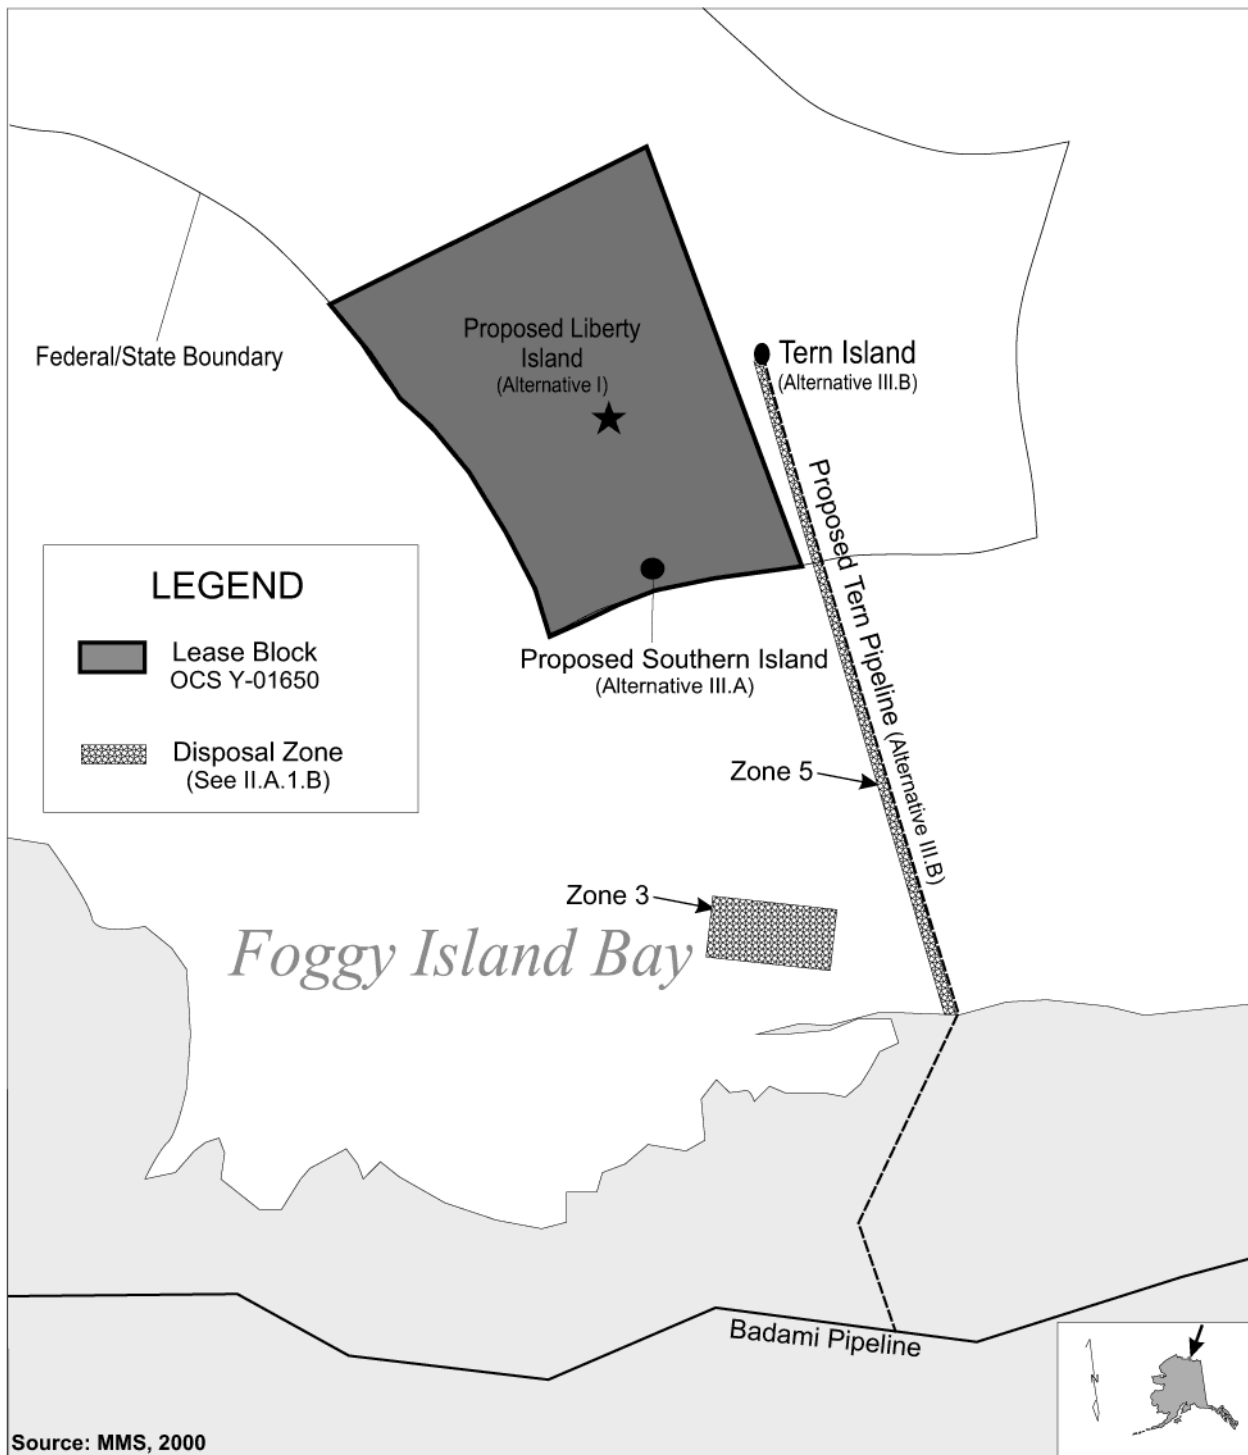 Federal/State Boundary
Proposed Liberty
Island
(Alternative I)
Tern Island
(Alternative III.B)
Proposed Tern Pipeline (Alternative III.B)
LEGEND
Lease Block
OCS Y-01650
Disposal Zone
(See II.A.1.B)
Proposed Southern Island
(Alternative III.A)
Zone 5
Zone 3
Foggy Island Bay
Badami Pipeline
N
Source: MMS, 2000